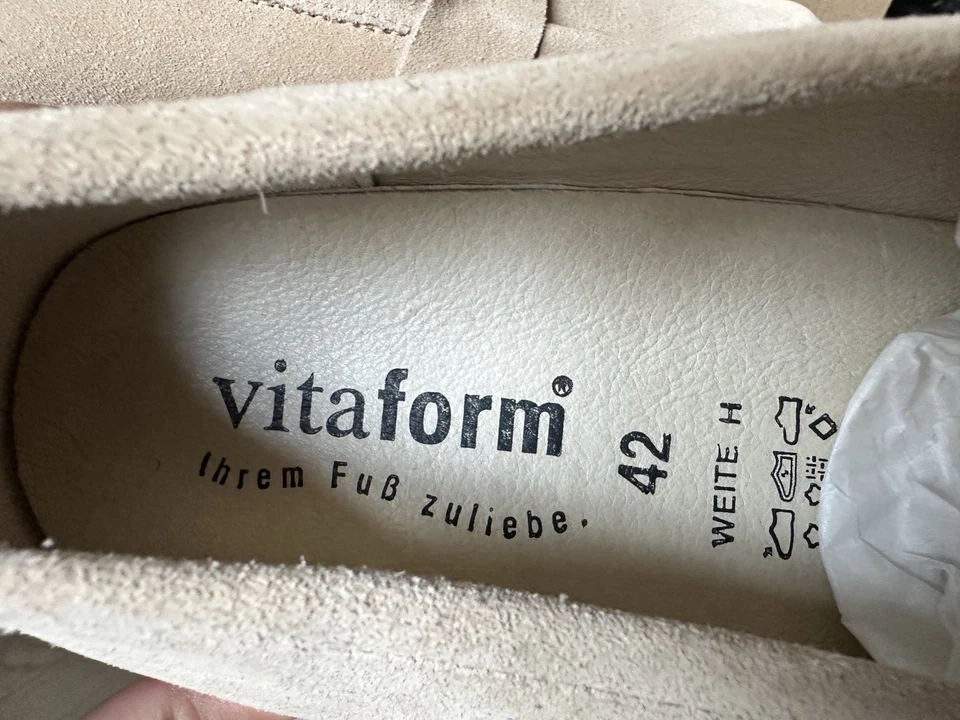 vitaform®
Ihrem Fuß zuliebe.
42
WEITE H